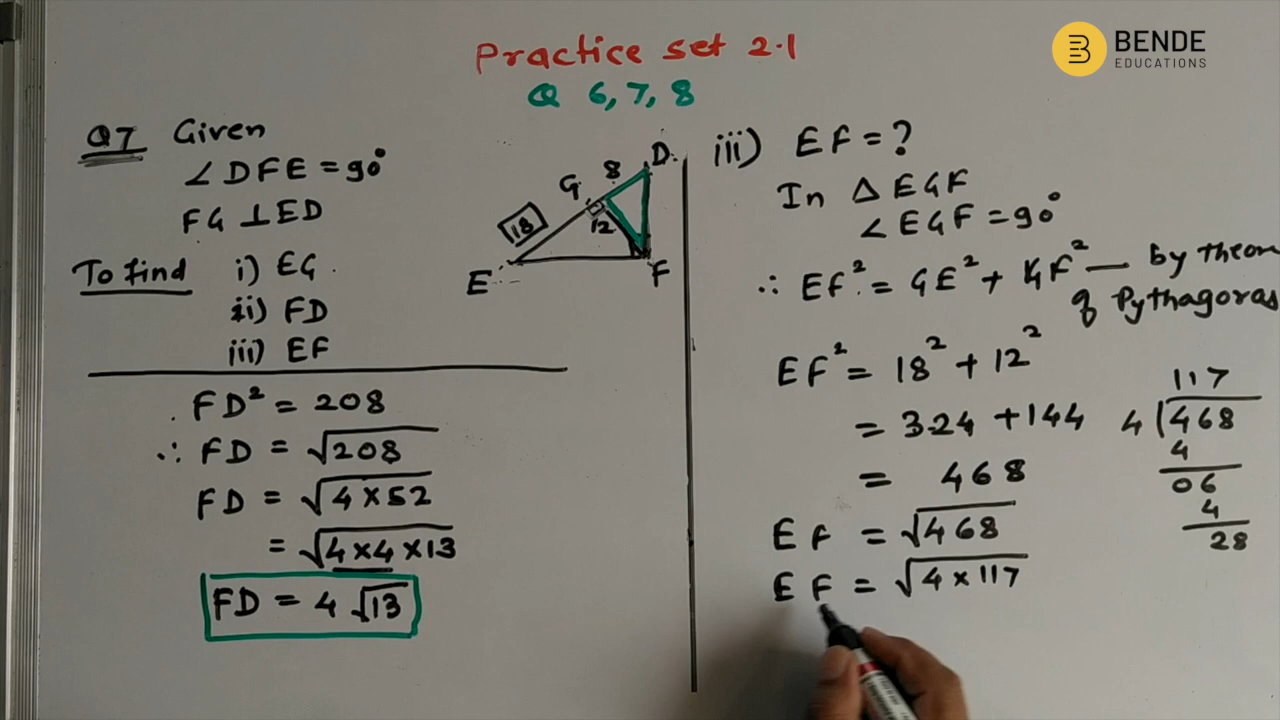 BENDE
EDUCATIONS
Practice set 2.1
Q 6, 7, 8
Q7 Given
∠DFE = 90°
FG ⊥ ED
To find i) EG
ii) FD
iii) EF
D
8
G
18
12
E
F
FD² = 208
∴ FD = √208
FD = √4×52
= √4×4×13
FD = 4 √13
iii) EF = ?
In Δ EGF
∠EGF = 90°
∴ EF² = GE² + GF² — by theorem
of Pythagoras
EF² = 18² + 12²
= 324 + 144
= 468
EF = √468
EF = √4×117
117
4 ) 468
4
06
4
28